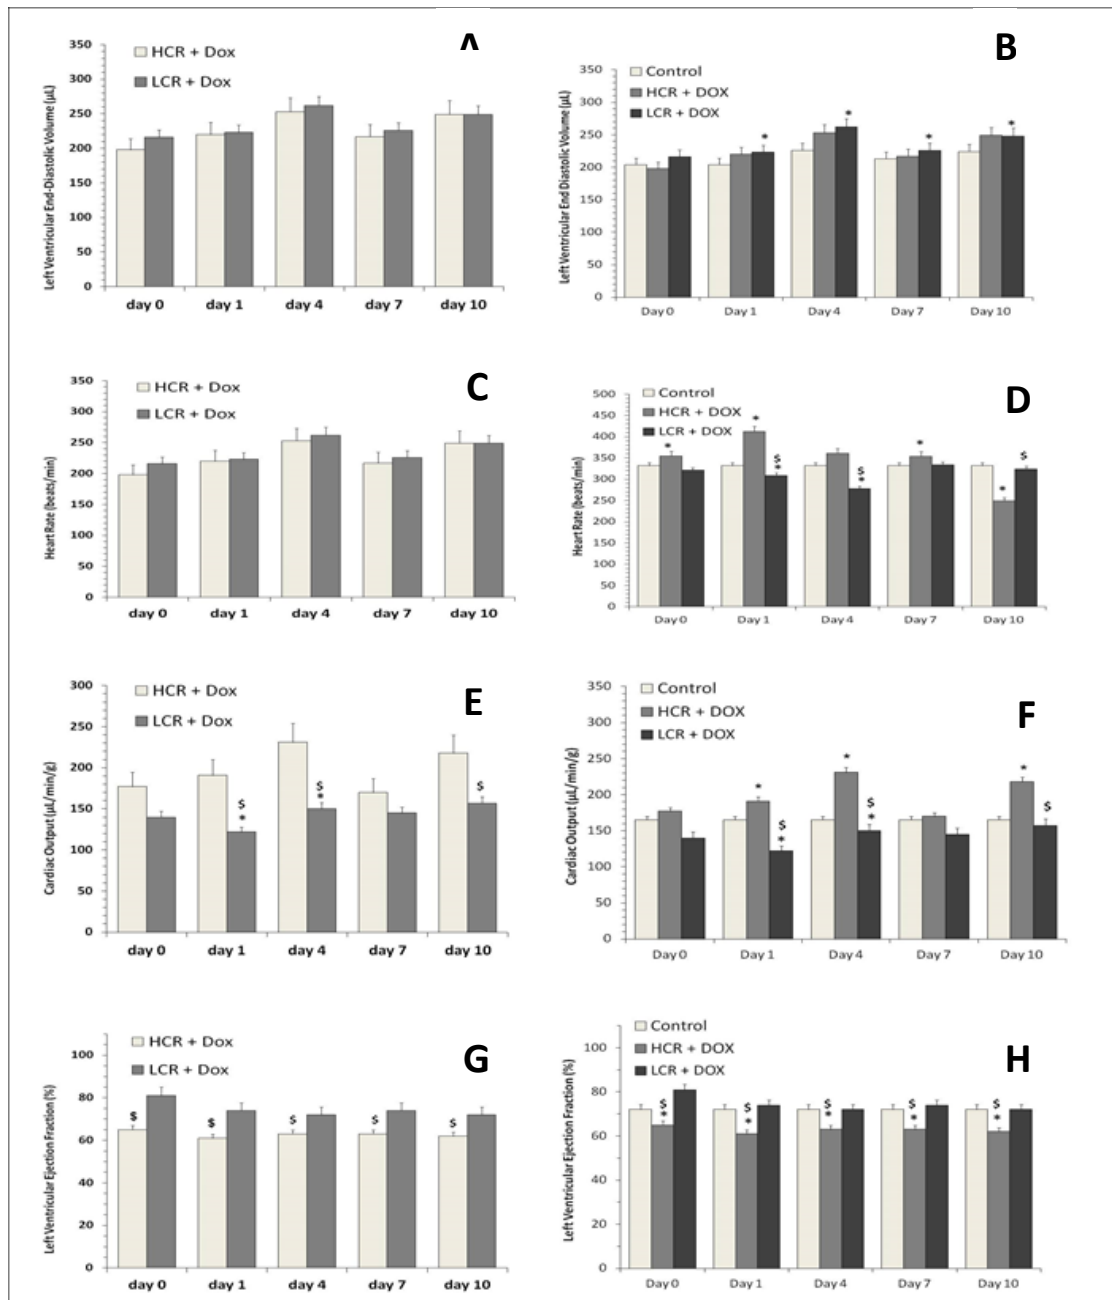 A
HCR + Dox
LCR + Dox
Left Ventricular End-Diastolic Volume (µL)
350
300
250
200
150
100
50
0
day 0 day 1 day 4 day 7 day 10
B
Control
HCR + DOX
LCR + DOX
Left Ventricular End Diastolic Volume (µL)
350
300
250
200
150
100
50
0
* * * *
Day 0 Day 1 Day 4 Day 7 Day 10
C
HCR + Dox
LCR + Dox
Heart Rate (beats/min)
350
300
250
200
150
100
50
0
day 0 day 1 day 4 day 7 day 10
D
Control
HCR + DOX
LCR + DOX
Heart Rate (beats/min)
500
450
400
350
300
250
200
150
100
50
0
* * $ * $ * * * $
Day 0 Day 1 Day 4 Day 7 Day 10
E
HCR + Dox
LCR + Dox
Cardiac Output (µL/min/g)
300
250
200
150
100
50
0
$ * $ * $
day 0 day 1 day 4 day 7 day 10
F
Control
HCR + DOX
LCR + DOX
Cardiac Output (µL/min/g)
350
300
250
200
150
100
50
0
* $ * * $ * * $
Day 0 Day 1 Day 4 Day 7 Day 10
G
HCR + Dox
LCR + Dox
Left Ventricular Ejection Fraction (%)
100
80
60
40
20
0
$ $ $ $ $
day 0 day 1 day 4 day 7 day 10
H
Control
HCR + DOX
LCR + DOX
Left Ventricular Ejection Fraction (%)
100
80
60
40
20
0
$ * $ * $ * $ * $ *
Day 0 Day 1 Day 4 Day 7 Day 10